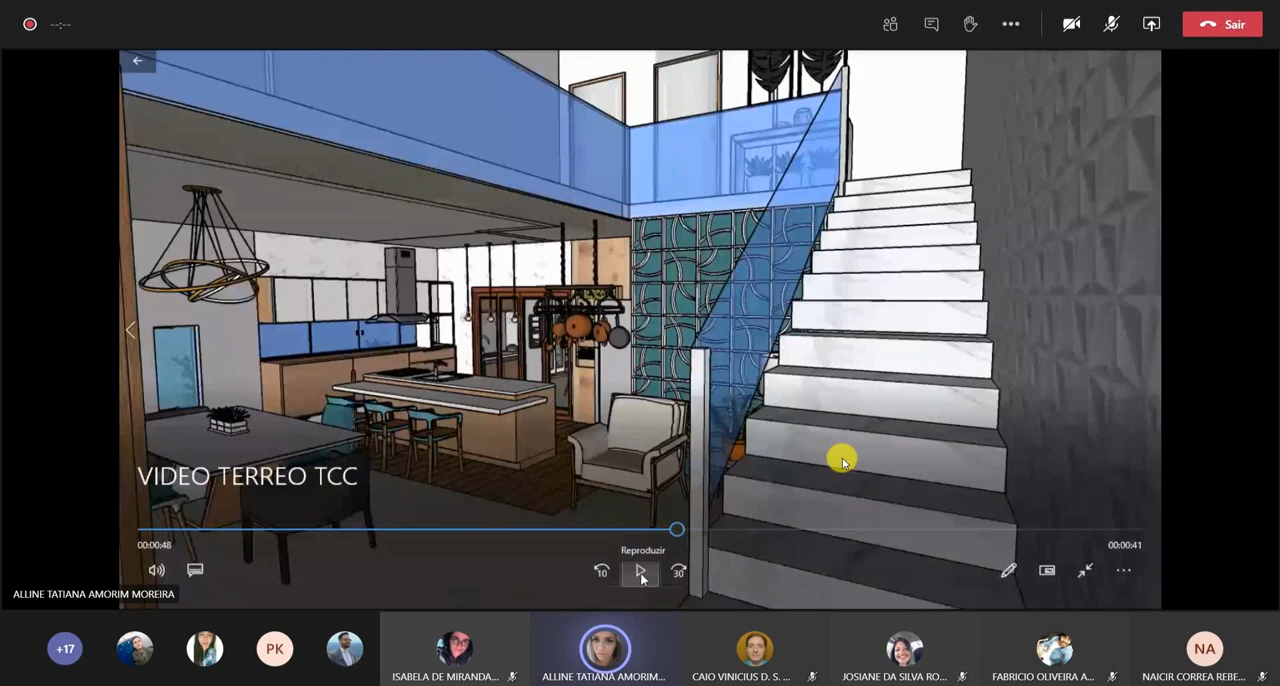 --:--
Sair
VIDEO TERREO TCC
00:00:48
Reproduzir
00:00:41
10
30
ALLINE TATIANA AMORIM MOREIRA
+17
PK
ISABELA DE MIRANDA...
ALLINE TATIANA AMORIM...
CAIO VINICIUS D. S. ...
JOSIANE DA SILVA RO...
FABRICIO OLIVEIRA A...
NA
NAICIR CORREA REBE...